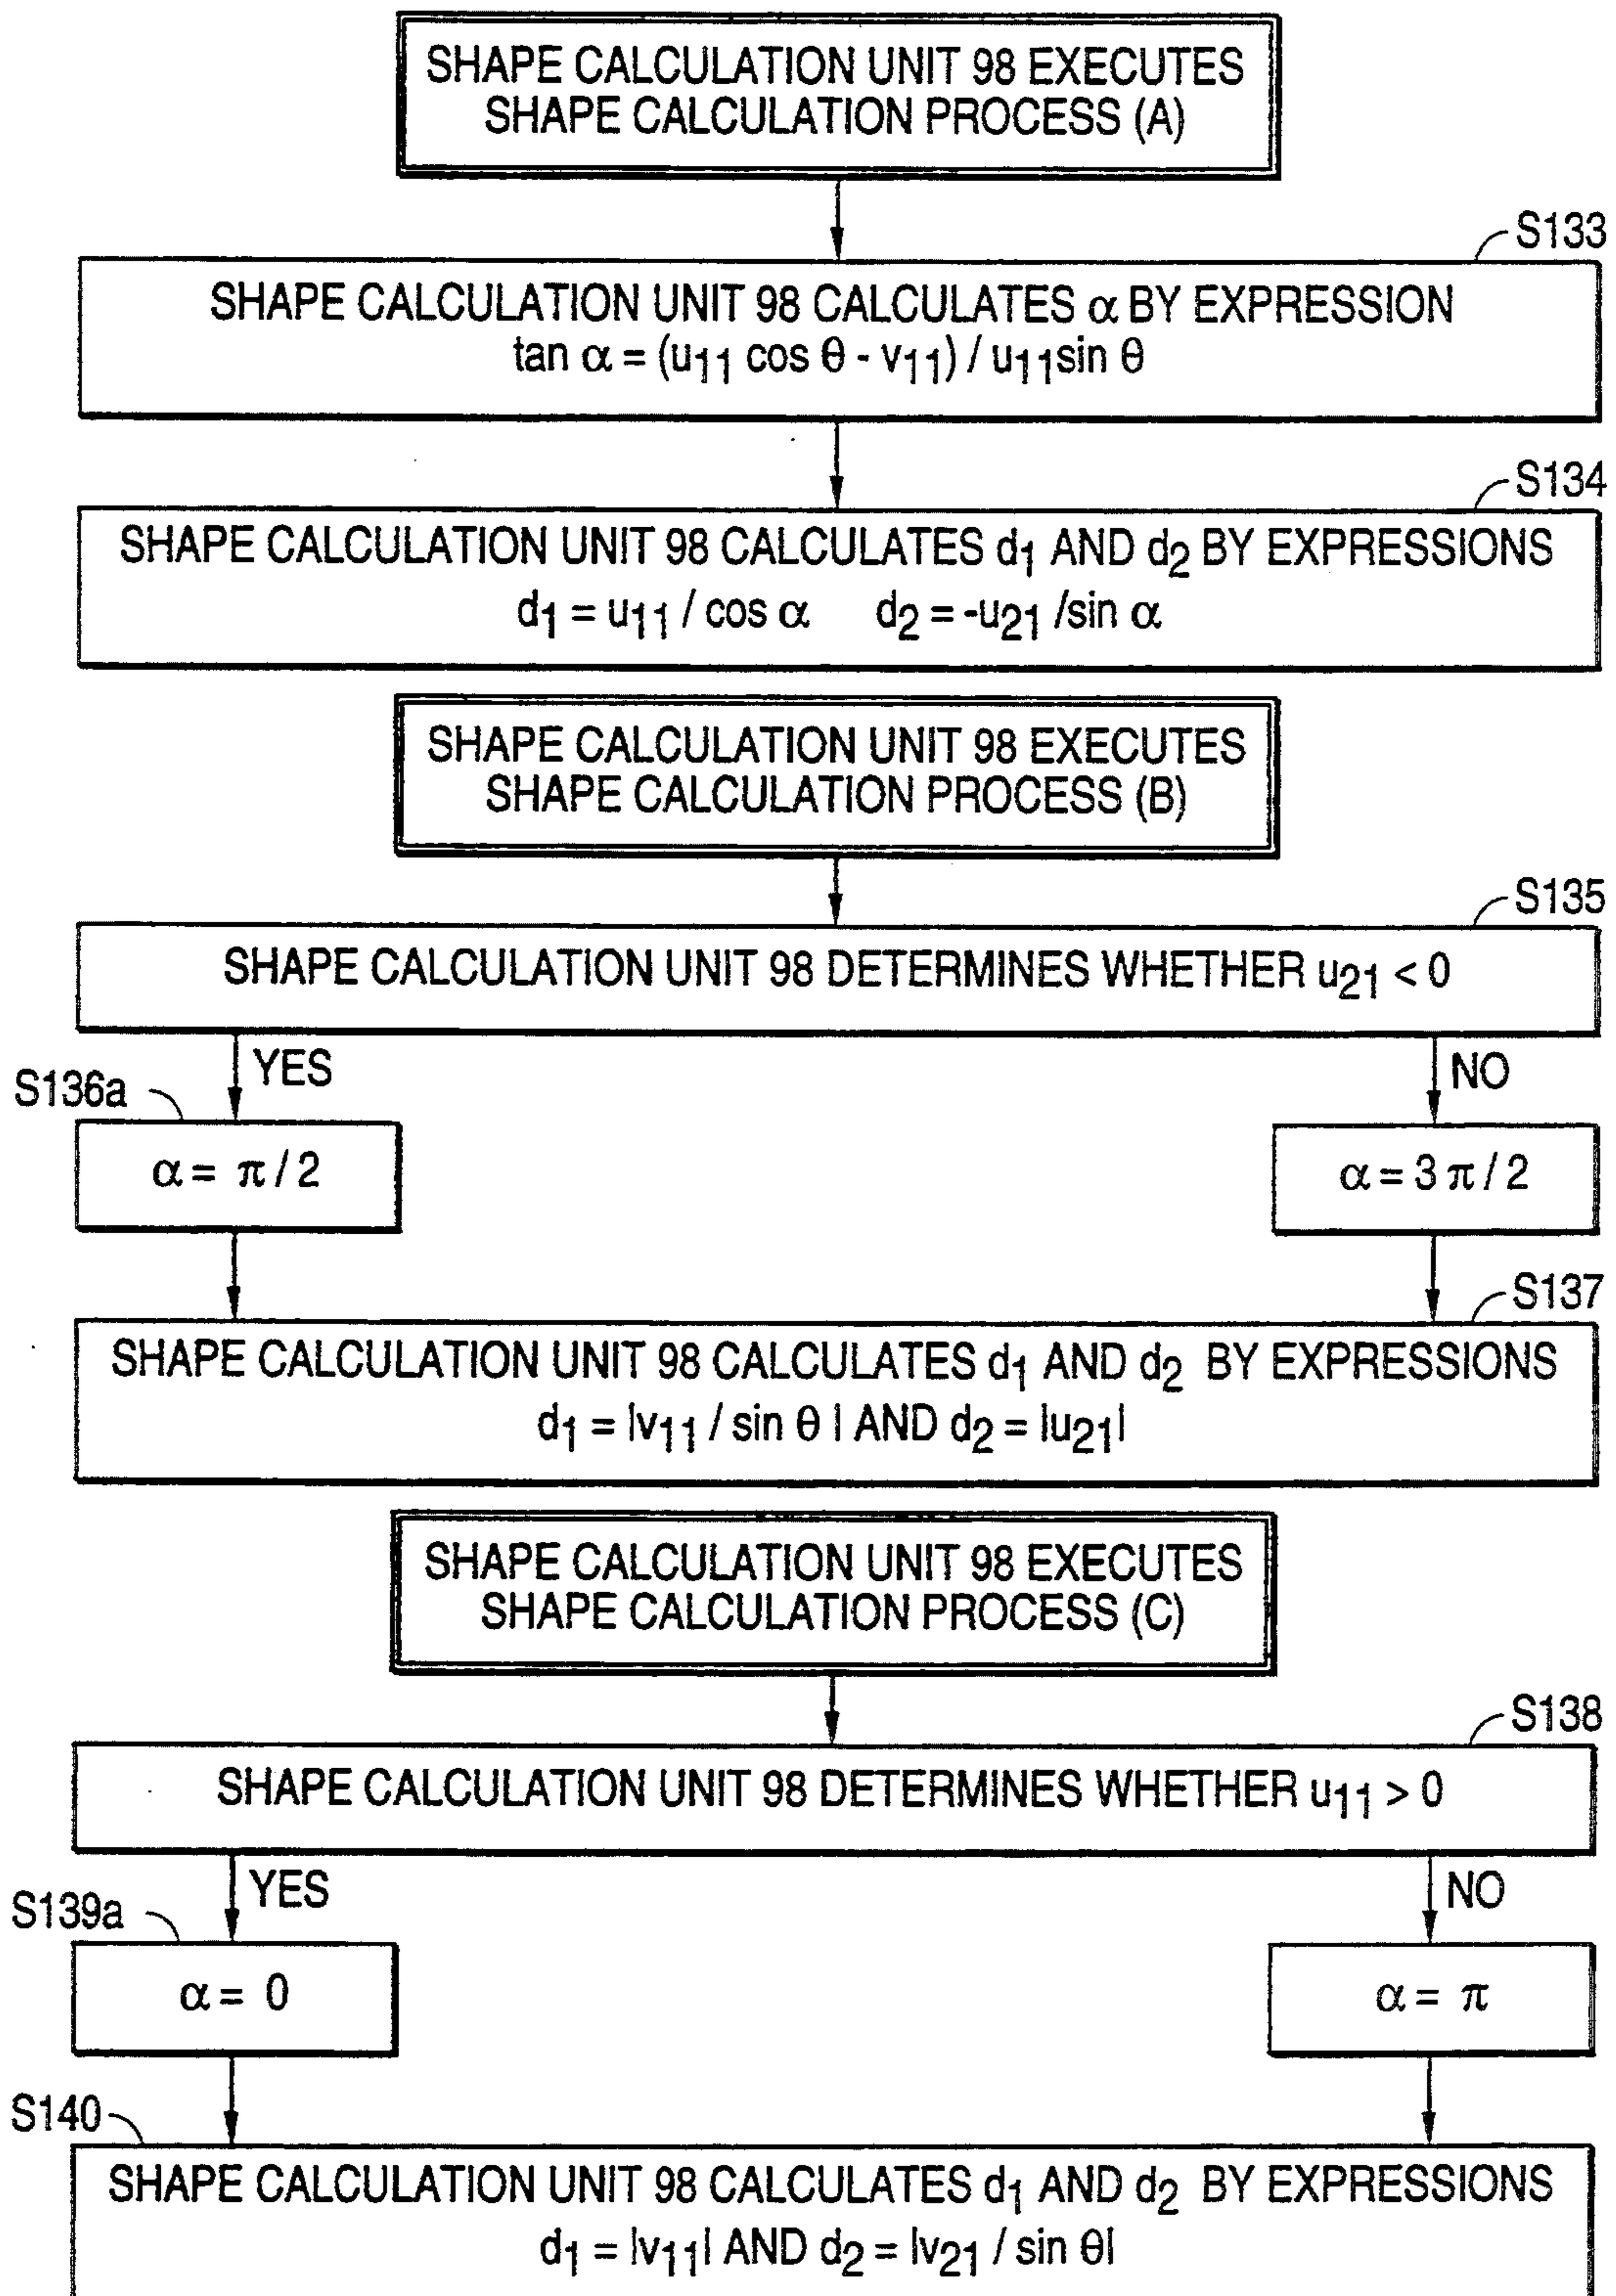 SHAPE CALCULATION UNIT 98 EXECUTES
SHAPE CALCULATION PROCESS (A)
S133
SHAPE CALCULATION UNIT 98 CALCULATES α BY EXPRESSION
tan α = (u11 cos θ - v11) / u11sin θ
S134
SHAPE CALCULATION UNIT 98 CALCULATES d1 AND d2 BY EXPRESSIONS
d1 = u11 / cos α d2 = -u21 /sin α
SHAPE CALCULATION UNIT 98 EXECUTES
SHAPE CALCULATION PROCESS (B)
S135
SHAPE CALCULATION UNIT 98 DETERMINES WHETHER u21 < 0
YES
NO
S136a
α = π / 2
α = 3 π / 2
S137
SHAPE CALCULATION UNIT 98 CALCULATES d1 AND d2 BY EXPRESSIONS
d1 = |v11 / sin θ | AND d2 = |u21|
SHAPE CALCULATION UNIT 98 EXECUTES
SHAPE CALCULATION PROCESS (C)
S138
SHAPE CALCULATION UNIT 98 DETERMINES WHETHER u11 > 0
YES
NO
S139a
α = 0
α = π
S140
SHAPE CALCULATION UNIT 98 CALCULATES d1 AND d2 BY EXPRESSIONS
d1 = |v11| AND d2 = |v21 / sin θ|